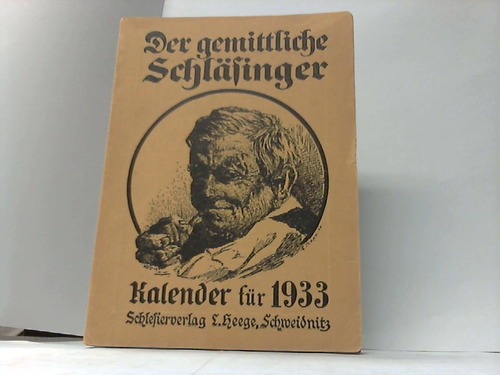 Der gemittliche
Schläsinger
Kalender für 1933
Schlesierverlag L. Heege, Schweidnitz